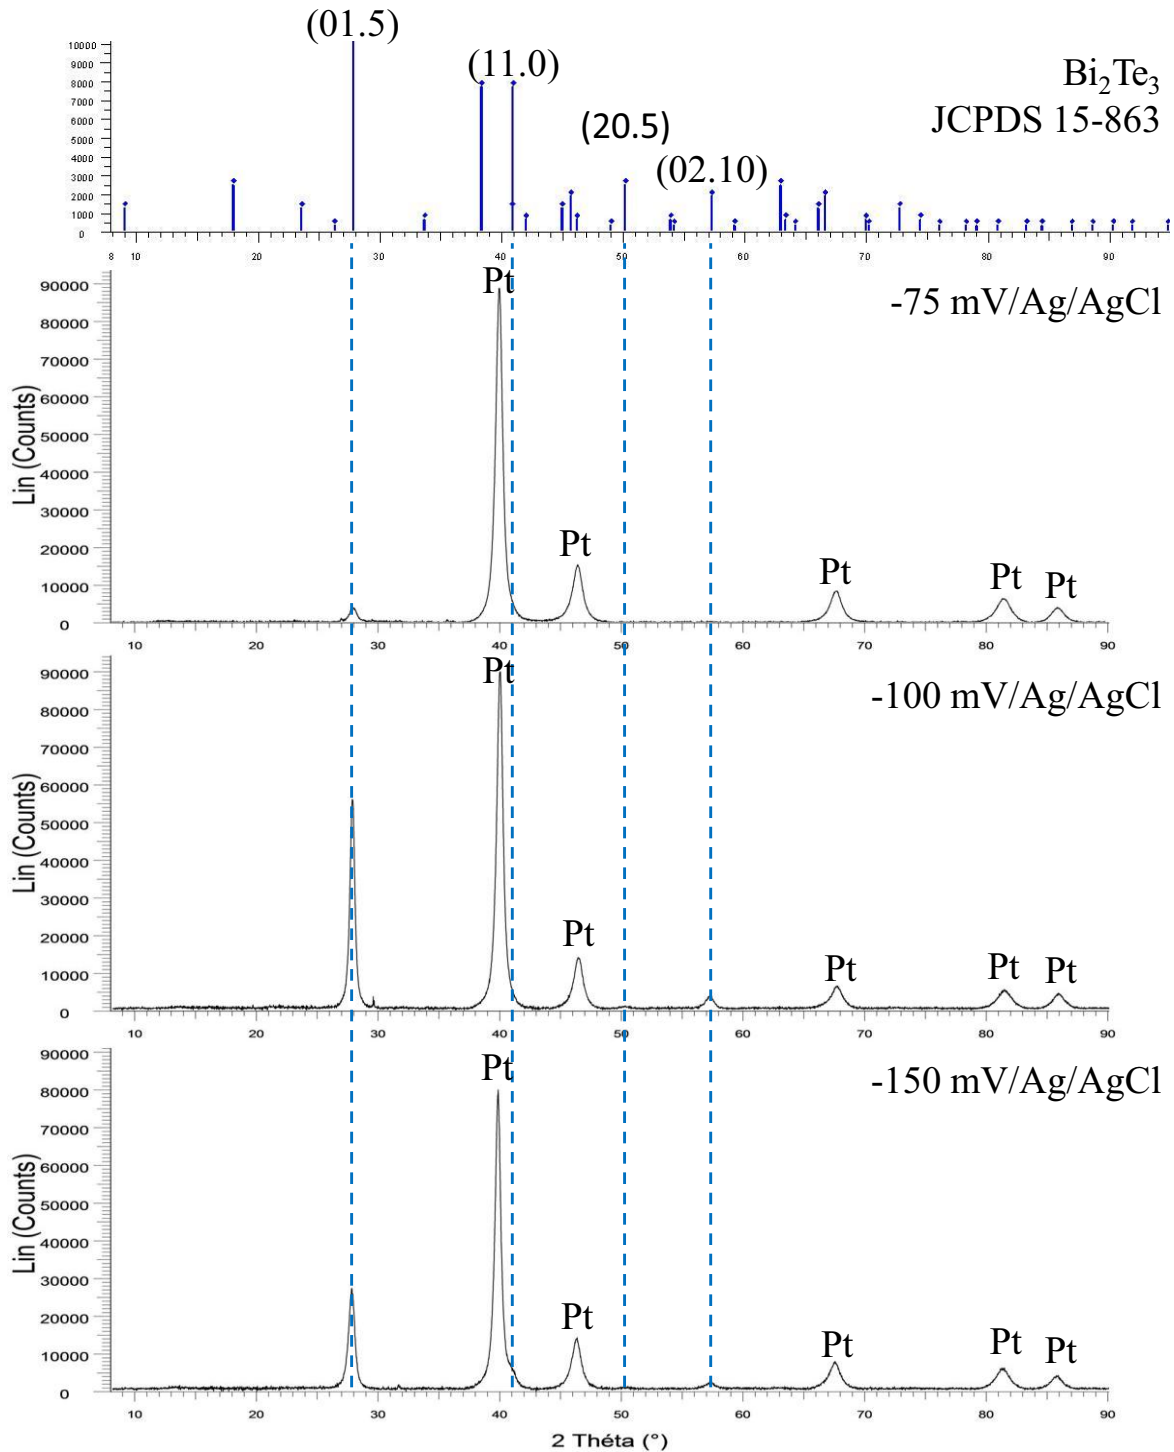 (01.5)
(11.0)
(20.5)
(02.10)
Bi₂Te₃
JCPDS 15-863
10000
9000
8000
7000
6000
5000
4000
3000
2000
1000
0
8 10 20 30 40 50 60 70 80 90
-75 mV/Ag/AgCl
Lin (Counts)
90000
80000
70000
60000
50000
40000
30000
20000
10000
0
Pt
Pt
Pt
Pt
Pt
10 20 30 40 50 60 70 80 90
-100 mV/Ag/AgCl
Lin (Counts)
90000
80000
70000
60000
50000
40000
30000
20000
10000
0
Pt
Pt
Pt
Pt
Pt
10 20 30 40 50 60 70 80 90
-150 mV/Ag/AgCl
Lin (Counts)
90000
80000
70000
60000
50000
40000
30000
20000
10000
0
Pt
Pt
Pt
Pt
Pt
10 20 30 40 50 60 70 80 90
2 Théta (°)